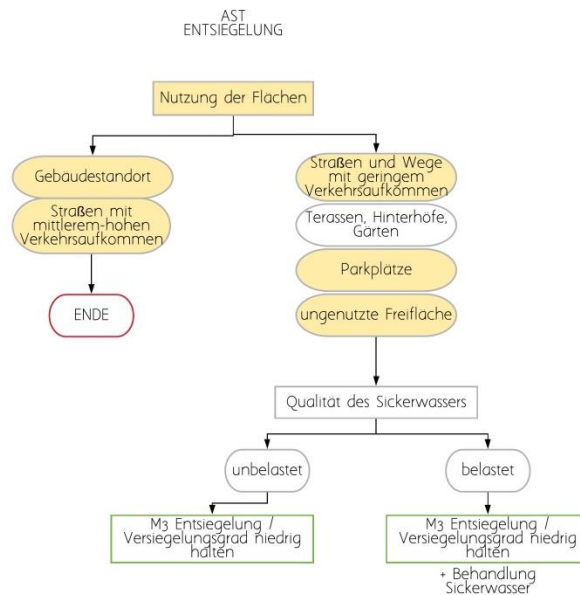 AST
ENTSIEGELUNG
Nutzung der Flächen
Gebäudestandort
Straßen mit
mittlerem-hohen
Verkehrsaufkommen
ENDE
Straßen und Wege
mit geringem
Verkehrsaufkommen
Terassen, Hinterhöfe,
Gärten
Parkplätze
ungenutzte Freifläche
Qualität des Sickerwassers
unbelastet
belastet
M3 Entsiegelung /
Versiegelungsgrad niedrig
halten
M3 Entsiegelung /
Versiegelungsgrad niedrig
halten
+ Behandlung
Sickerwasser